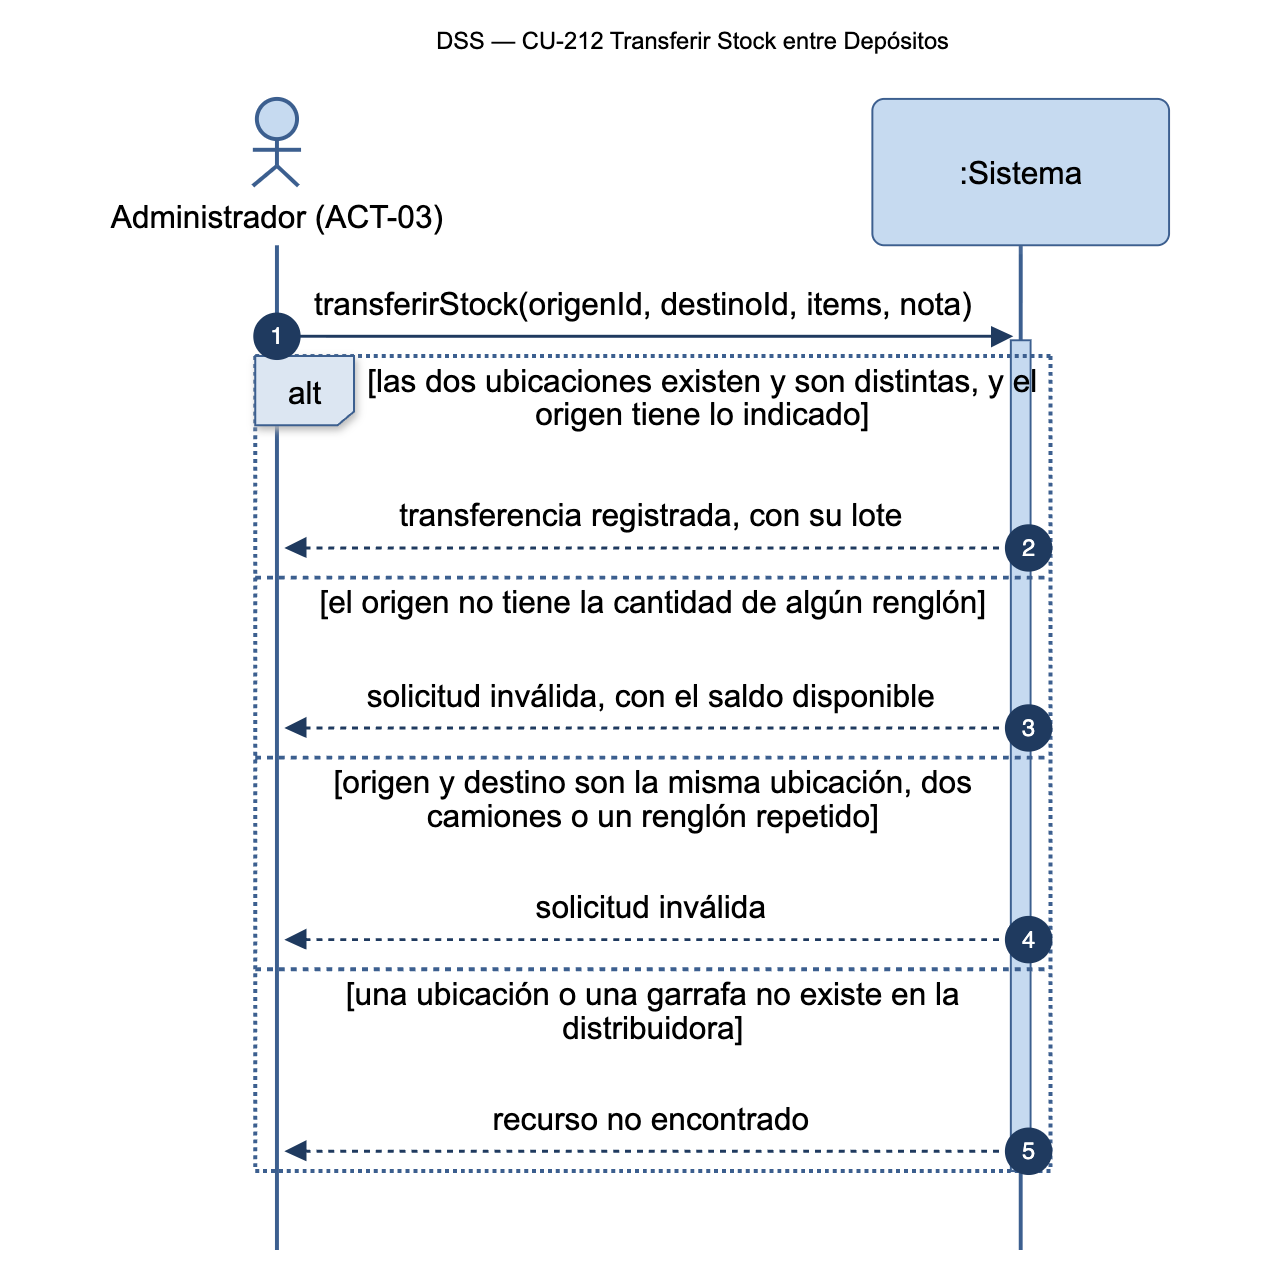 DSS — CU-212 Transferir Stock entre Depósitos
:Sistema
Administrador (ACT-03)
transferirStock(origenId, destinoId, items, nota)
1
alt
[las dos ubicaciones existen y son distintas, y el
origen tiene lo indicado]
transferencia registrada, con su lote
2
[el origen no tiene la cantidad de algún renglón]
solicitud inválida, con el saldo disponible
3
[origen y destino son la misma ubicación, dos
camiones o un renglón repetido]
solicitud inválida
4
[una ubicación o una garrafa no existe en la
distribuidora]
recurso no encontrado
5